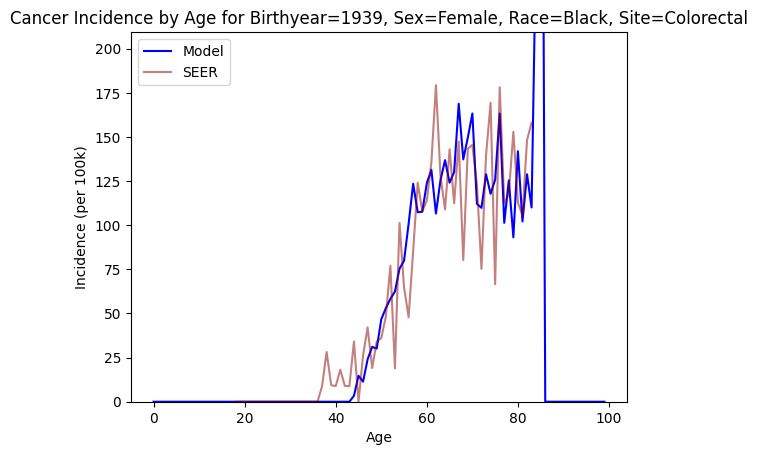 Cancer Incidence by Age for Birthyear=1939, Sex=Female, Race=Black, Site=Colorectal
Model
SEER
Incidence (per 100k)
200
175
150
125
100
75
50
25
0
0 20 40 60 80 100
Age